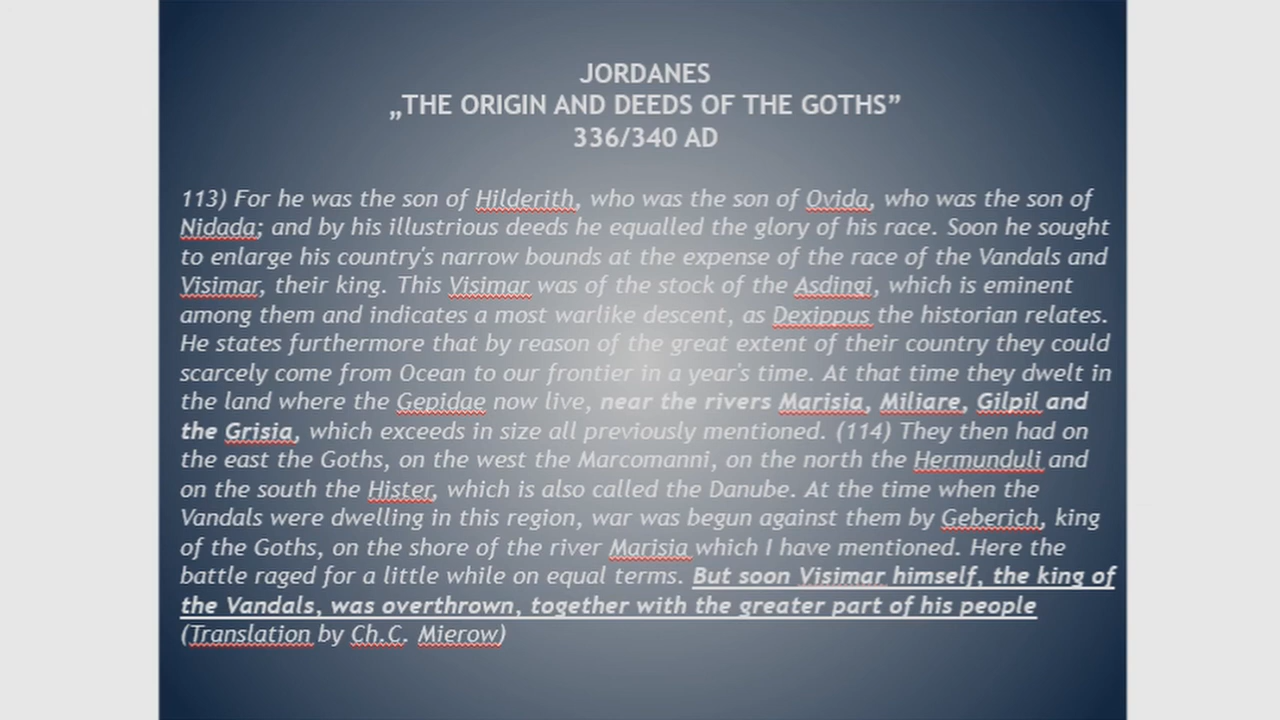 JORDANES
„THE ORIGIN AND DEEDS OF THE GOTHS”
336/340 AD
113) For he was the son of Hilderith, who was the son of Ovida, who was the son of
Nidada; and by his illustrious deeds he equalled the glory of his race. Soon he sought
to enlarge his country's narrow bounds at the expense of the race of the Vandals and
Visimar, their king. This Visimar was of the stock of the Asdingi, which is eminent
among them and indicates a most warlike descent, as Dexippus the historian relates.
He states furthermore that by reason of the great extent of their country they could
scarcely come from Ocean to our frontier in a year's time. At that time they dwelt in
the land where the Gepidae now live, near the rivers Marisia, Miliare, Gilpil and
the Grisia, which exceeds in size all previously mentioned. (114) They then had on
the east the Goths, on the west the Marcomanni, on the north the Hermunduli and
on the south the Hister, which is also called the Danube. At the time when the
Vandals were dwelling in this region, war was begun against them by Geberich, king
of the Goths, on the shore of the river Marisia which I have mentioned. Here the
battle raged for a little while on equal terms. But soon Visimar himself, the king of
the Vandals, was overthrown, together with the greater part of his people
(Translation by Ch.C. Mierow)